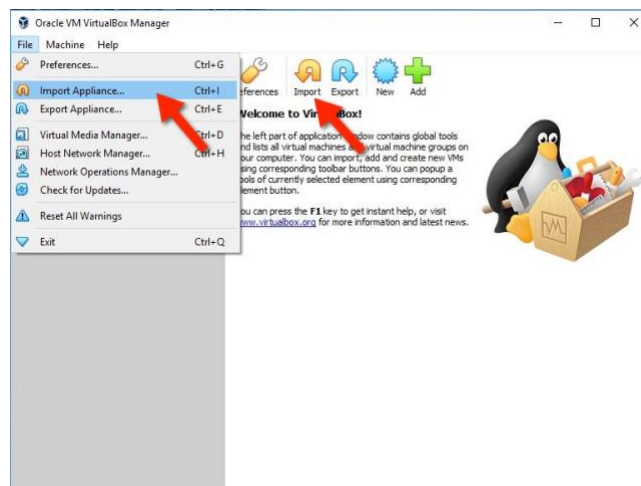 Oracle VM VirtualBox Manager
File Machine Help
Preferences... Ctrl+G
Import Appliance... Ctrl+I
Export Appliance... Ctrl+E
Virtual Media Manager... Ctrl+D
Host Network Manager... Ctrl+H
Network Operations Manager...
Check for Updates...
Reset All Warnings
Exit Ctrl+Q
eferences Import Export New Add
Welcome to VirtualBox!
he left part of application window contains global tools
nd lists all virtual machines and virtual machine groups on
our computer. You can import, add and create new VMs
sing corresponding toolbar buttons. You can popup a
ools of currently selected element using corresponding
lement button.
ou can press the F1 key to get instant help, or visit
www.virtualbox.org for more information and latest news.